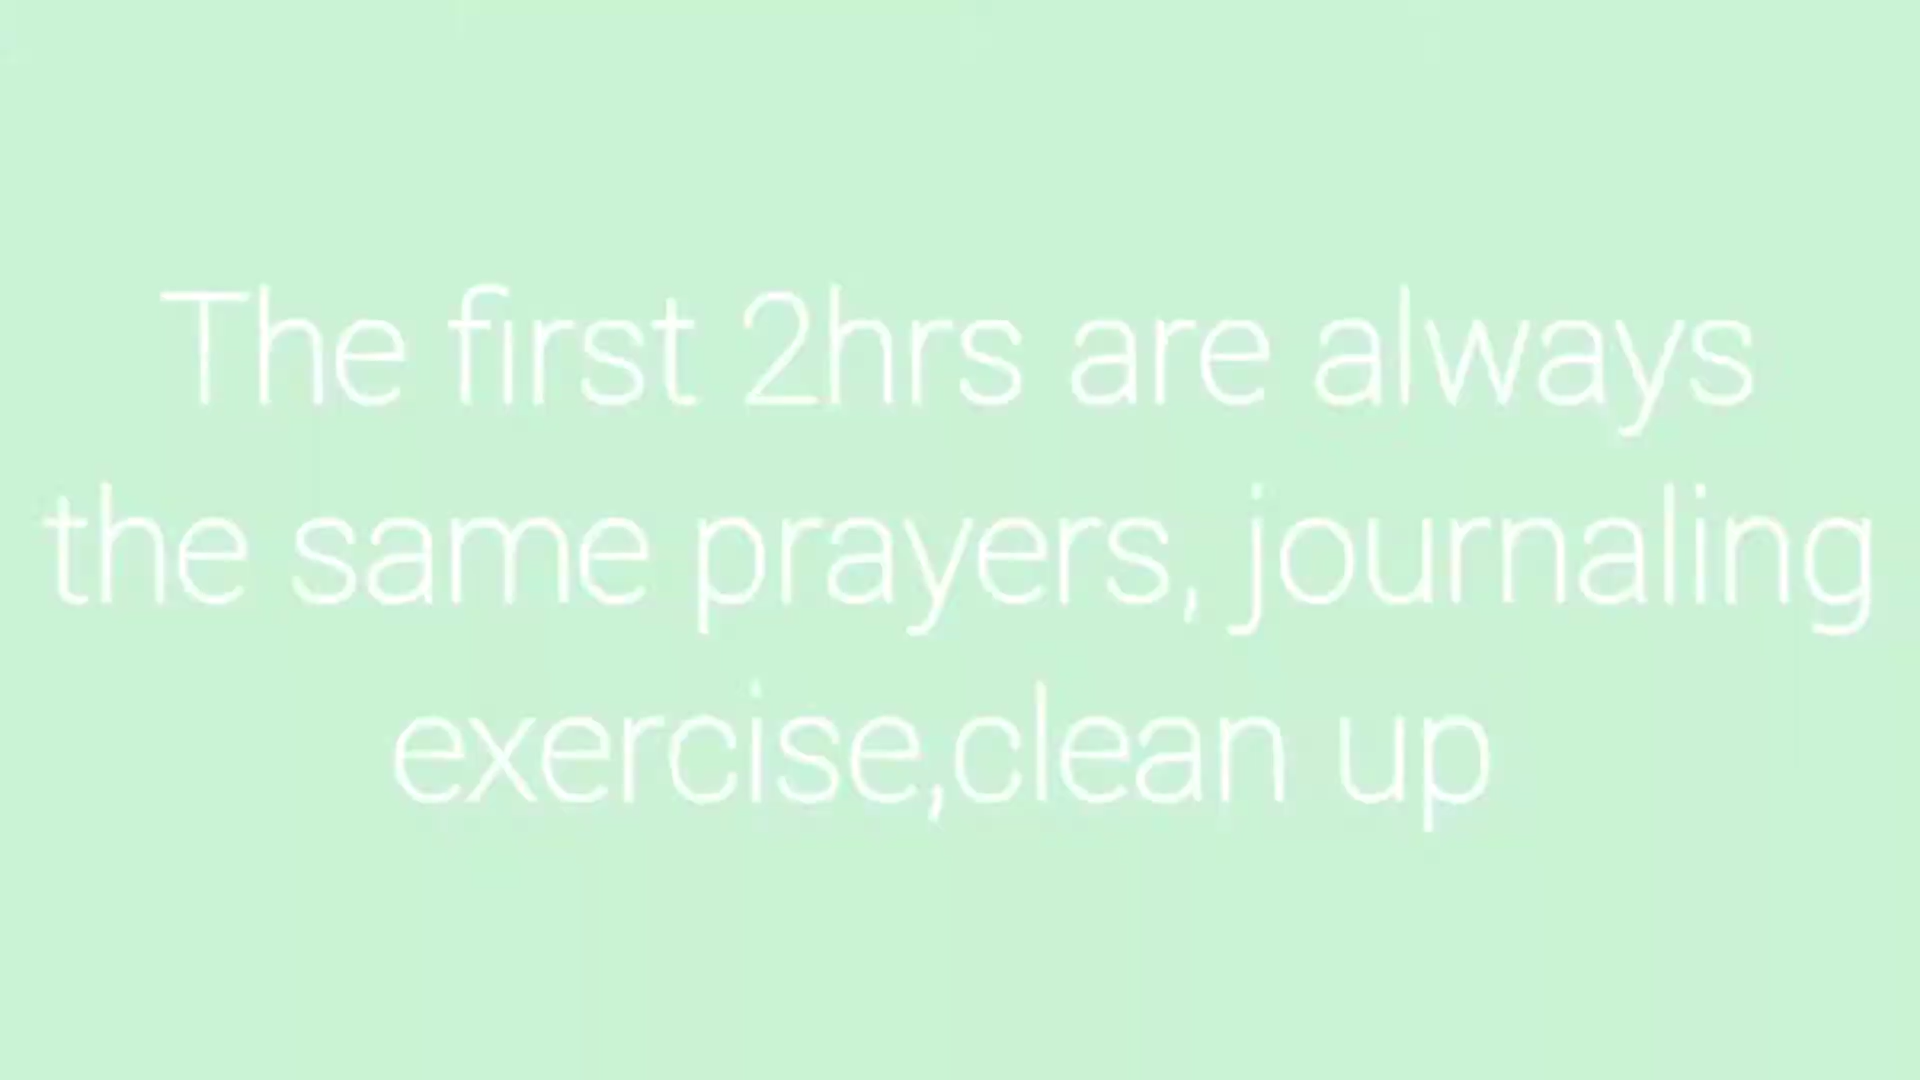 The first 2hrs are always
the same prayers, journaling
exercise,clean up